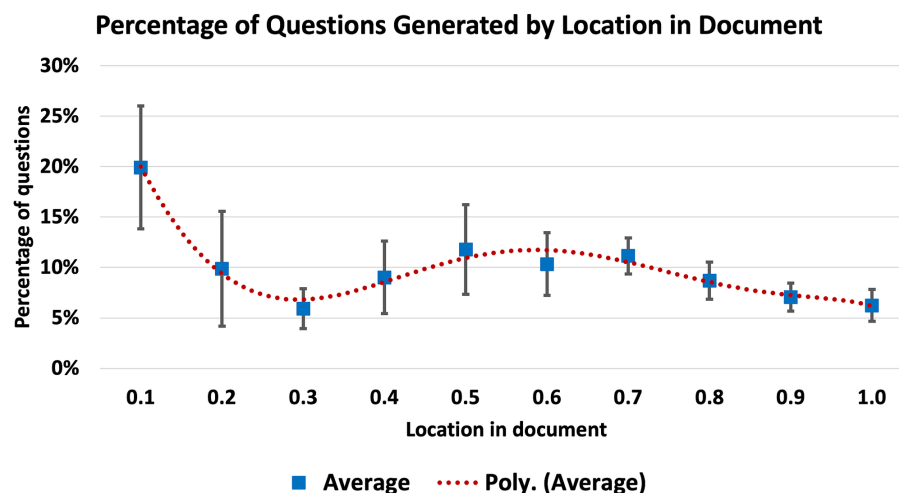 Percentage of Questions Generated by Location in Document
30%
25%
20%
15%
10%
5%
0%
Percentage of questions
0.1 0.2 0.3 0.4 0.5 0.6 0.7 0.8 0.9 1.0
Location in document
Average Poly. (Average)